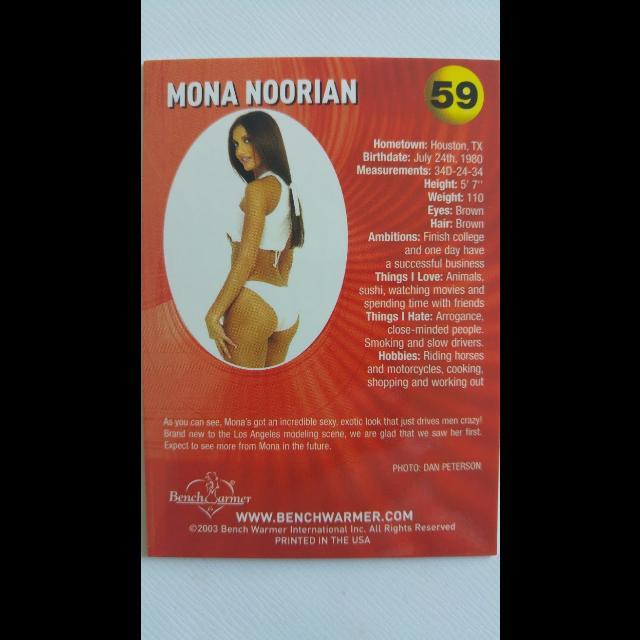 MONA NOORIAN
59
Hometown: Houston, TX
Birthdate: July 24th, 1980
Measurements: 34D-24-34
Height: 5' 7"
Weight: 110
Eyes: Brown
Hair: Brown
Ambitions: Finish college
and one day have
a successful business
Things I Love: Animals,
sushi, watching movies and
spending time with friends
Things I Hate: Arrogance,
close-minded people.
Smoking and slow drivers.
Hobbies: Riding horses
and motorcycles, cooking,
shopping and working out
As you can see, Mona's got an incredible sexy, exotic look that just drives men crazy!
Brand new to the Los Angeles modeling scene, we are glad that we saw her first.
Expect to see more from Mona in the future.
PHOTO: DAN PETERSON
BenchWarmer
WWW.BENCHWARMER.COM
©2003 Bench Warmer International Inc. All Rights Reserved
PRINTED IN THE USA